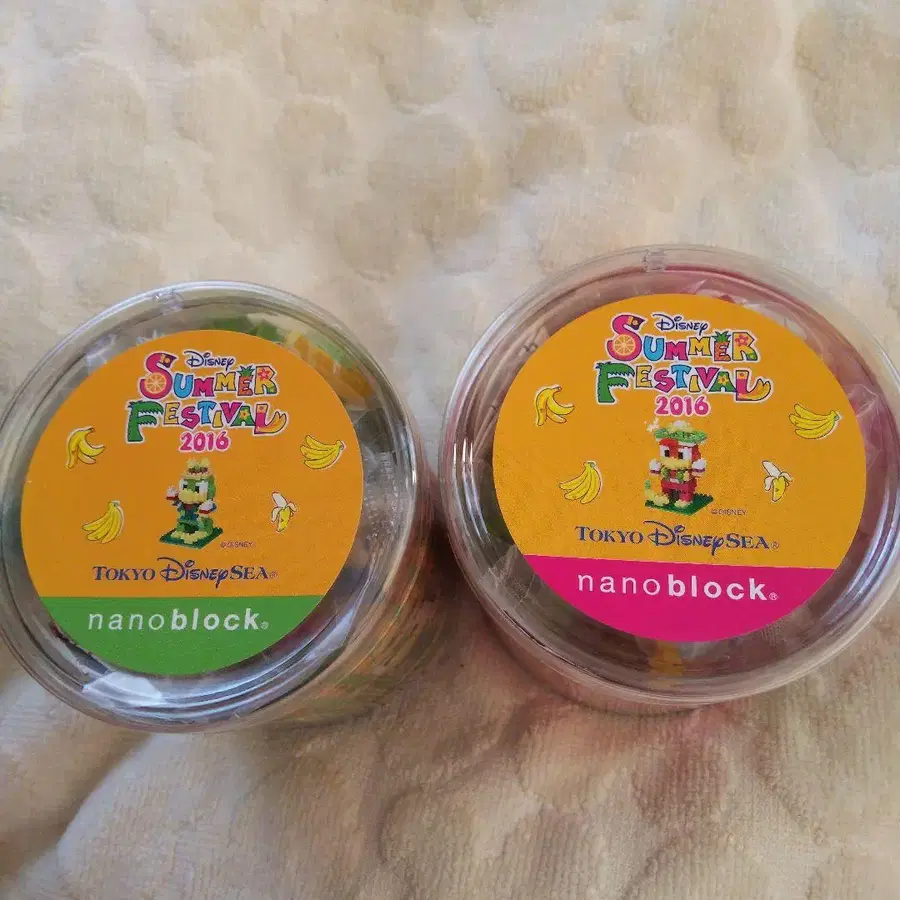 Disney
SUMMER
FESTIVAL
2016
©DISNEY
TOKYO DisneySEA®
nanoblock®
Disney
SUMMER
FESTIVAL
2016
©DISNEY
TOKYO DisneySEA®
nanoblock®